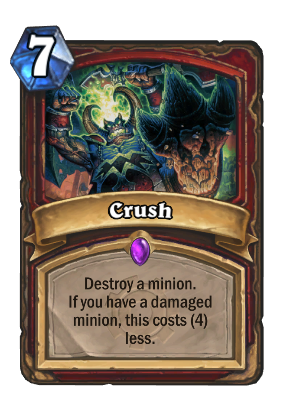 7
Crush
Destroy a minion.
If you have a damaged
minion, this costs (4)
less.